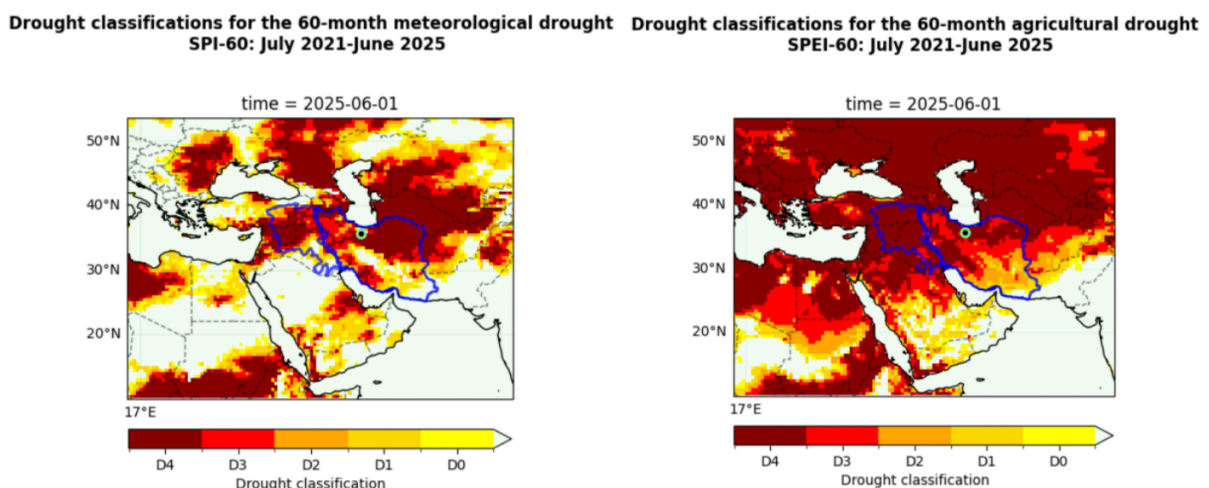 Drought classifications for the 60-month meteorological drought
SPI-60: July 2021-June 2025
time = 2025-06-01
50°N
40°N
30°N
20°N
17°E
D4 D3 D2 D1 D0
Drought classification
Drought classifications for the 60-month agricultural drought
SPEI-60: July 2021-June 2025
time = 2025-06-01
50°N
40°N
30°N
20°N
17°E
D4 D3 D2 D1 D0
Drought classification